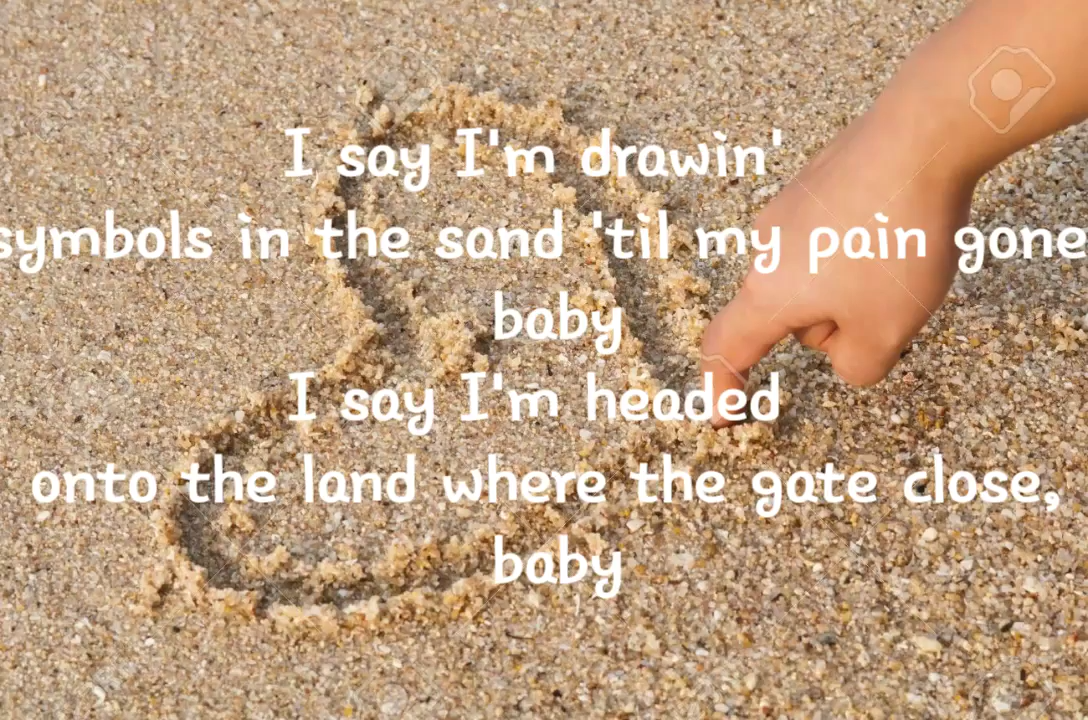 I say I'm drawin'
symbols in the sand 'til my pain gone
baby
I say I'm headed
onto the land where the gate close,
baby